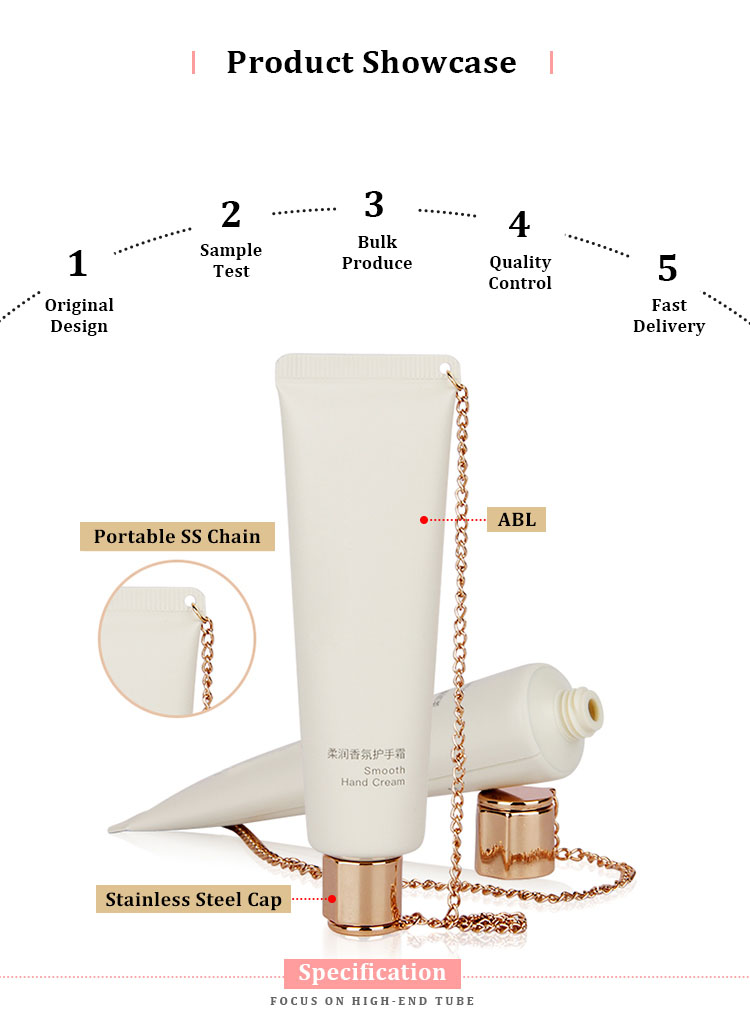 Product Showcase
1
Original
Design
2
Sample
Test
3
Bulk
Produce
4
Quality
Control
5
Fast
Delivery
ABL
Portable SS Chain
柔润香氛护手霜
Smooth
Hand Cream
Stainless Steel Cap
Specification
FOCUS ON HIGH-END TUBE